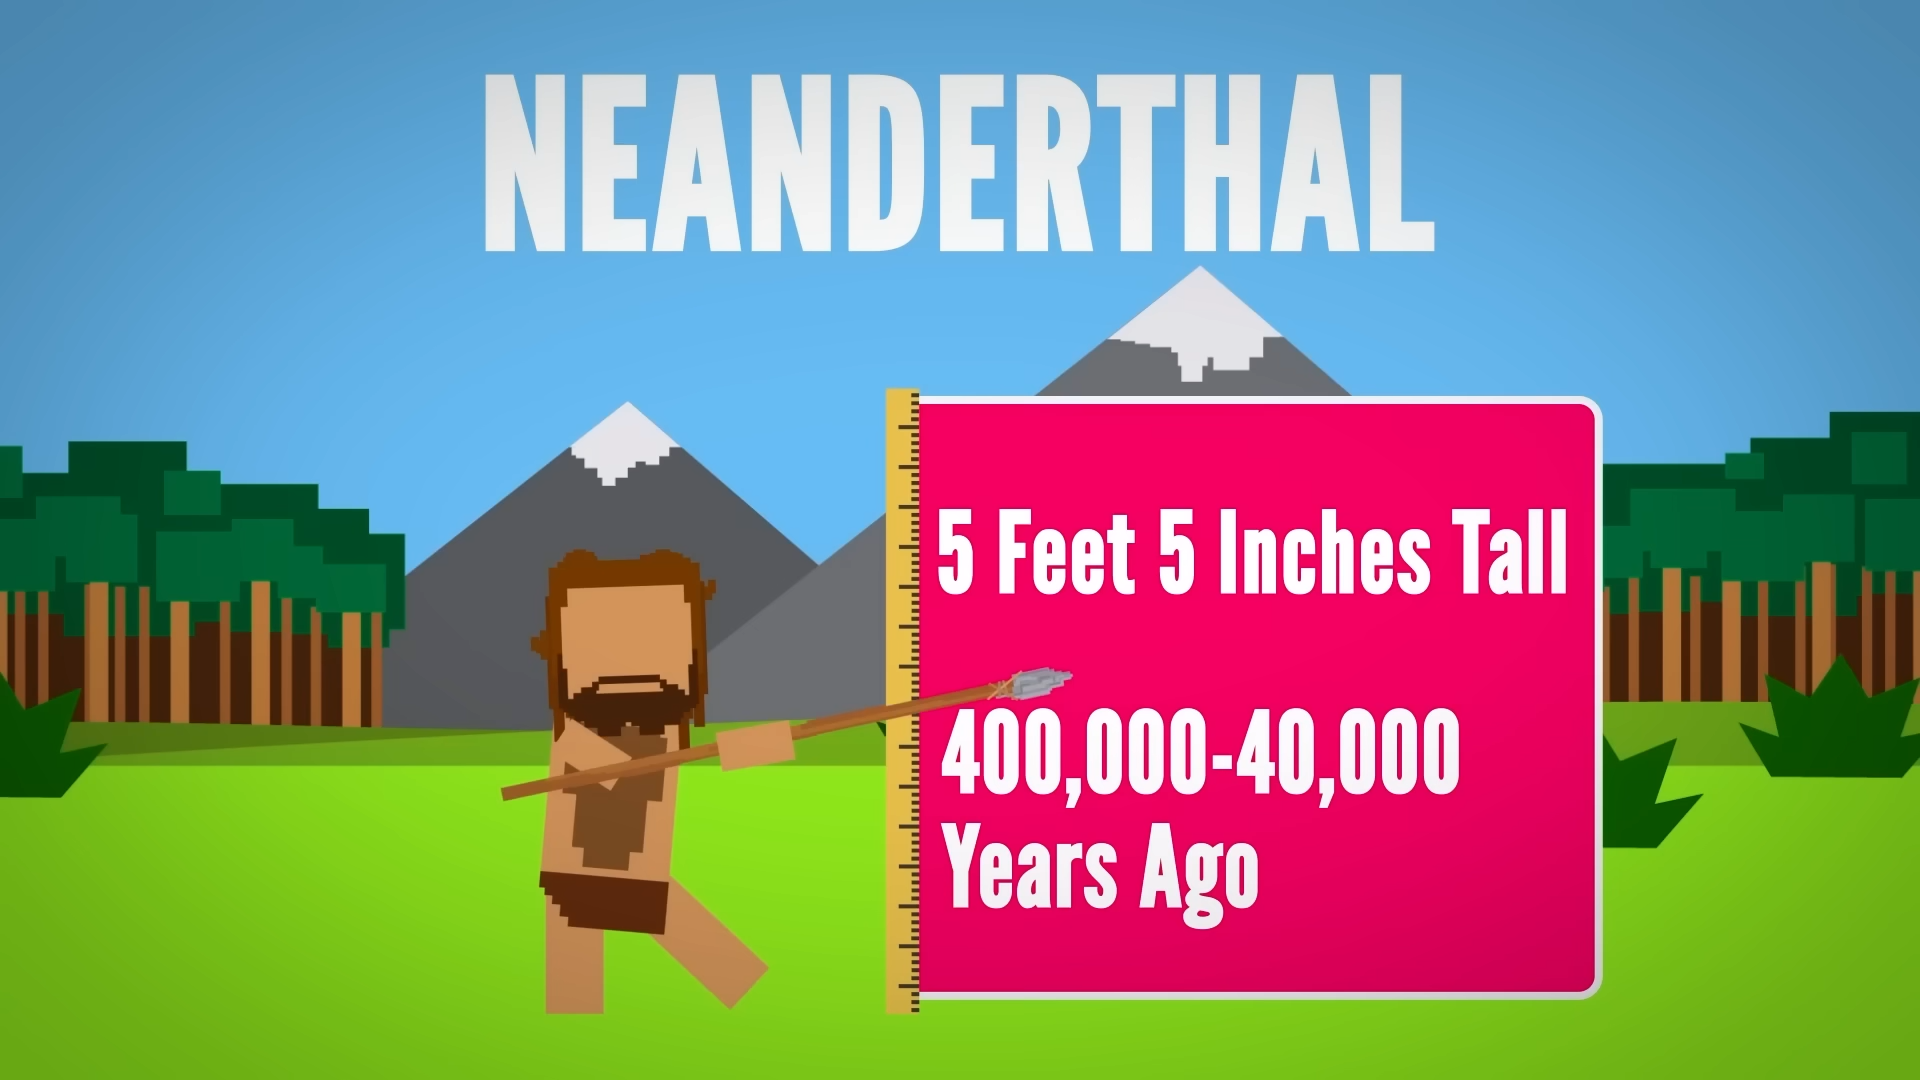 NEANDERTHAL
5 Feet 5 Inches Tall
400,000-40,000
Years Ago